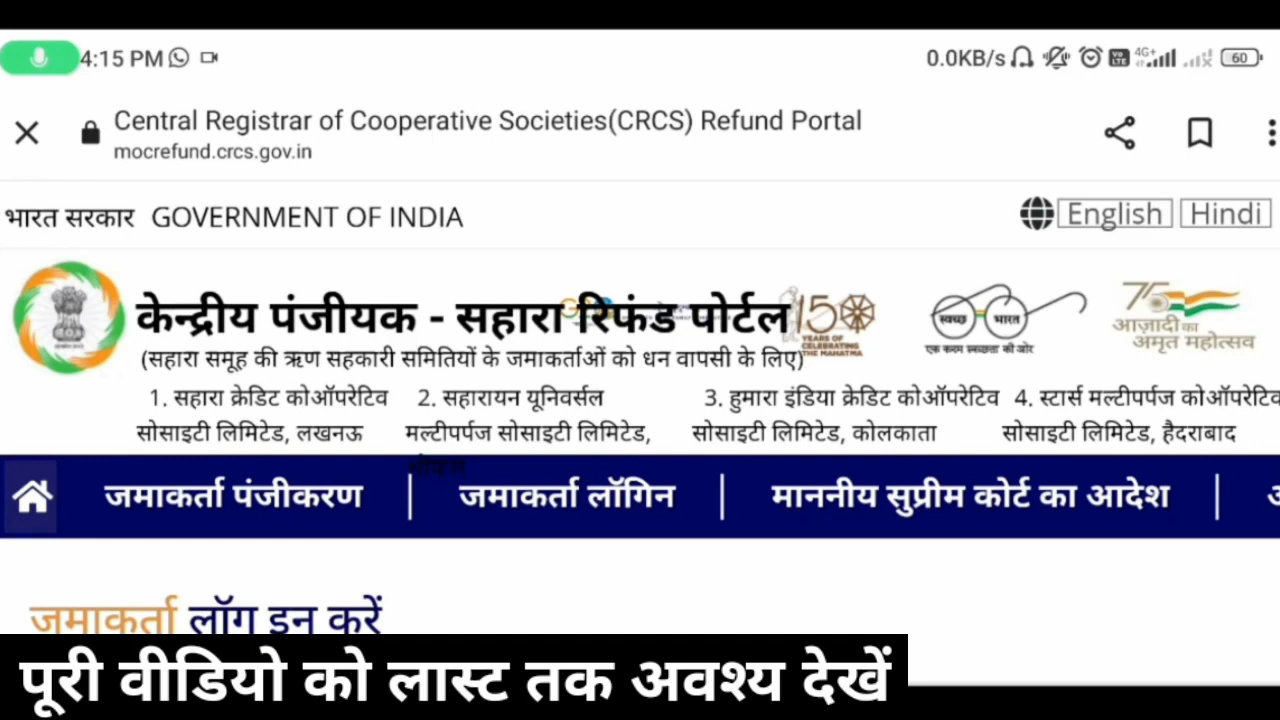 4:15 PM
0.0KB/s
4G+
60
Central Registrar of Cooperative Societies(CRCS) Refund Portal
mocrefund.crcs.gov.in
भारत सरकार GOVERNMENT OF INDIA
English Hindi
केन्द्रीय पंजीयक - सहारा रिफंड पोर्टल
(सहारा समूह की ऋण सहकारी समितियों के जमाकर्ताओं को धन वापसी के लिए)
150
YEARS OF
CELEBRATING
THE MAHATMA
स्वच्छ भारत
एक कदम स्वच्छता की ओर
75
आज़ादी का
अमृत महोत्सव
1. सहारा क्रेडिट कोऑपरेटिव
सोसाइटी लिमिटेड, लखनऊ
2. सहारायन यूनिवर्सल
मल्टीपर्पज सोसाइटी लिमिटेड,
3. हुमारा इंडिया क्रेडिट कोऑपरेटिव
सोसाइटी लिमिटेड, कोलकाता
4. स्टार्स मल्टीपर्पज कोऑपरेटिव
सोसाइटी लिमिटेड, हैदराबाद
जमाकर्ता पंजीकरण | जमाकर्ता लॉगिन | माननीय सुप्रीम कोर्ट का आदेश |
जमाकर्ता लॉग इन करें
पूरी वीडियो को लास्ट तक अवश्य देखें